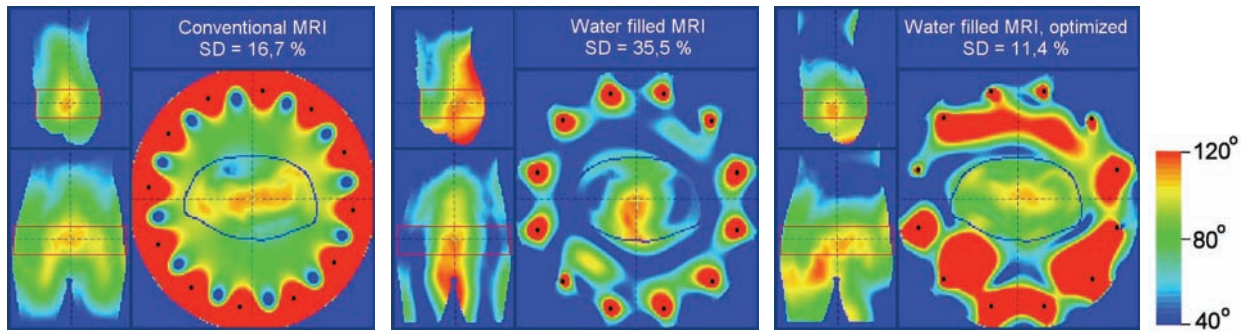 Conventional MRI
SD = 16,7 %
Water filled MRI
SD = 35,5 %
Water filled MRI, optimized
SD = 11,4 %
120°
80°
40°